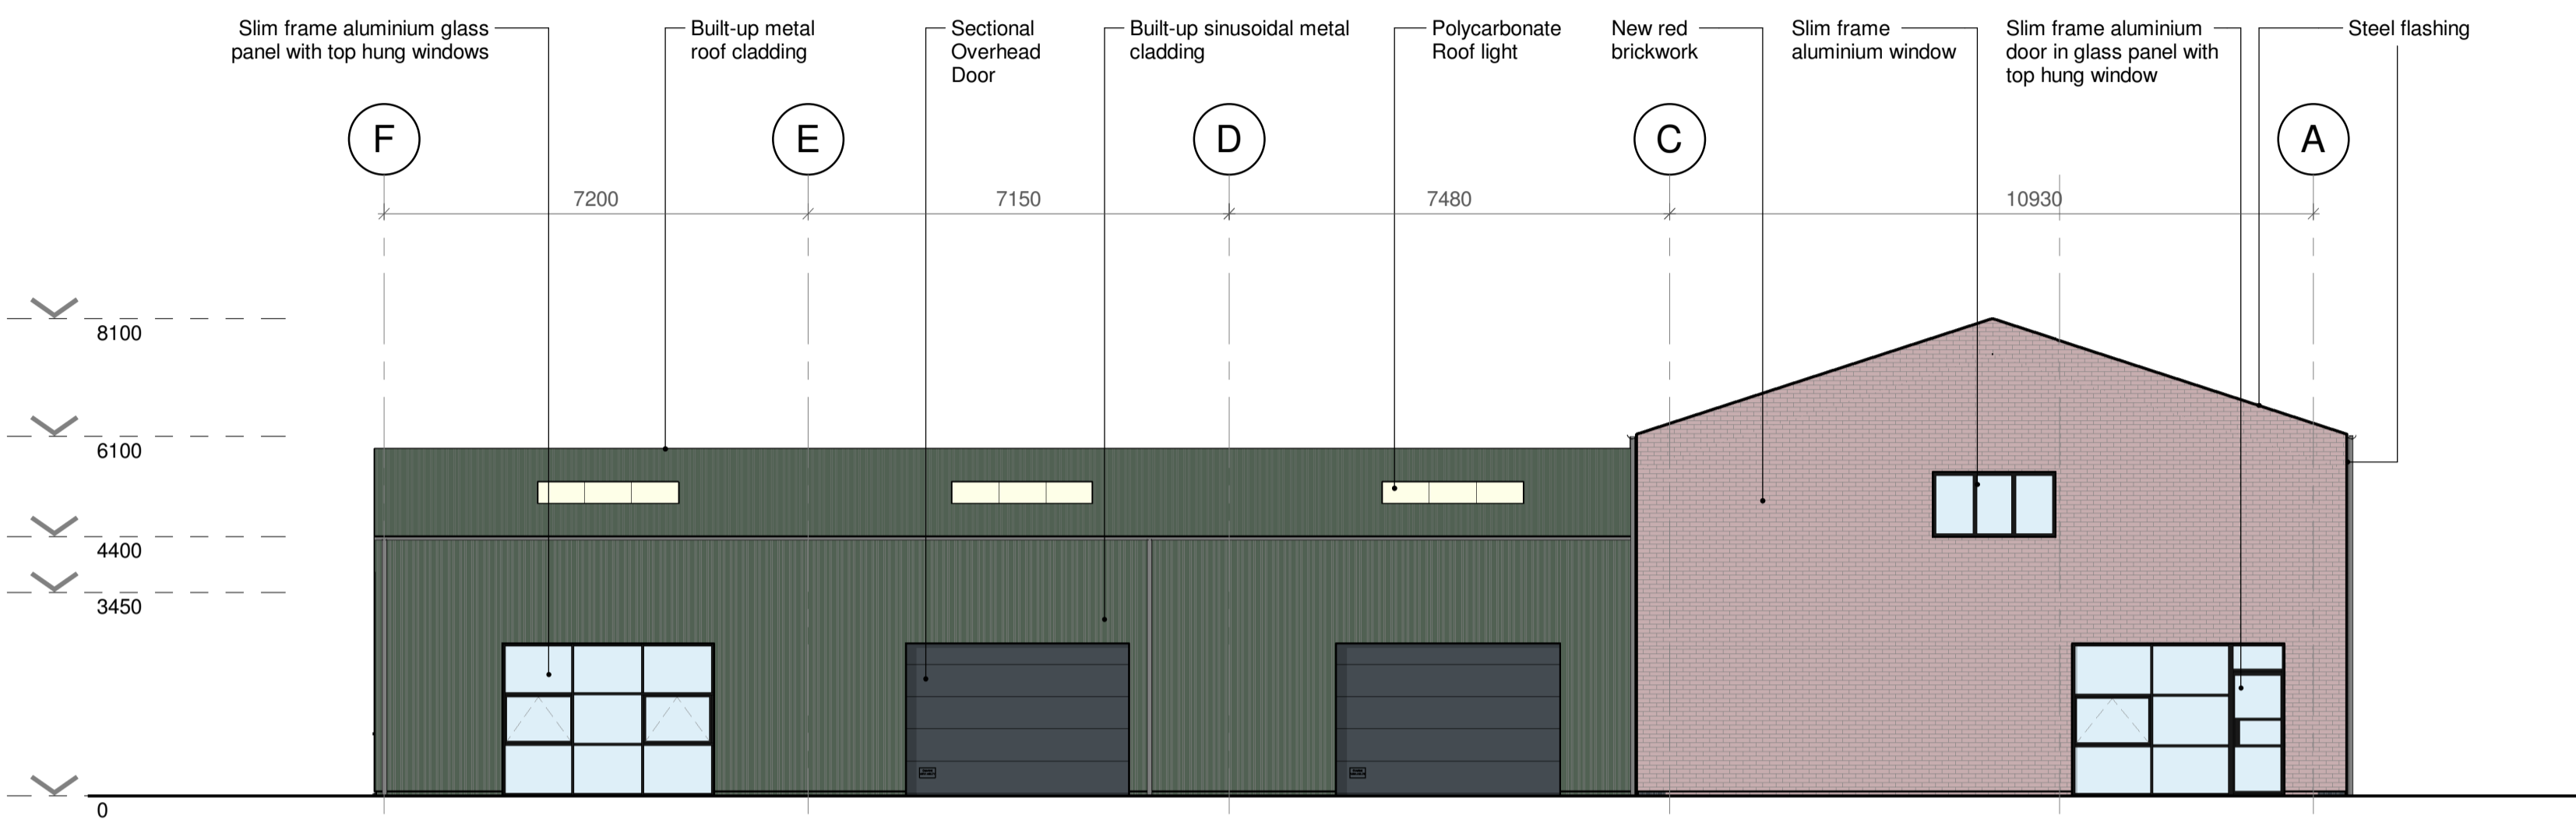 Slim frame aluminium glass
panel with top hung windows
Built-up metal
roof cladding
Sectional
Overhead
Door
Built-up sinusoidal metal
cladding
Polycarbonate
Roof light
New red
brickwork
Slim frame
aluminium window
Slim frame aluminium
door in glass panel with
top hung window
Steel flashing
F
E
D
C
A
7200
7150
7480
10930
8100
6100
4400
3450
0